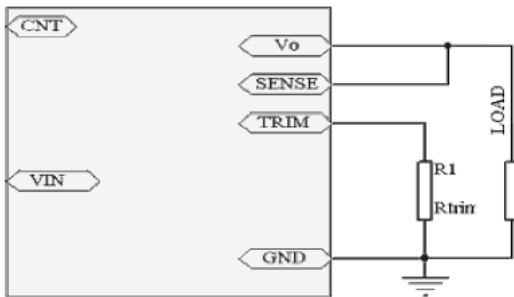 CNT
Vo
SENSE
TRIM
VIN
GND
R1
Rtrim
LOAD